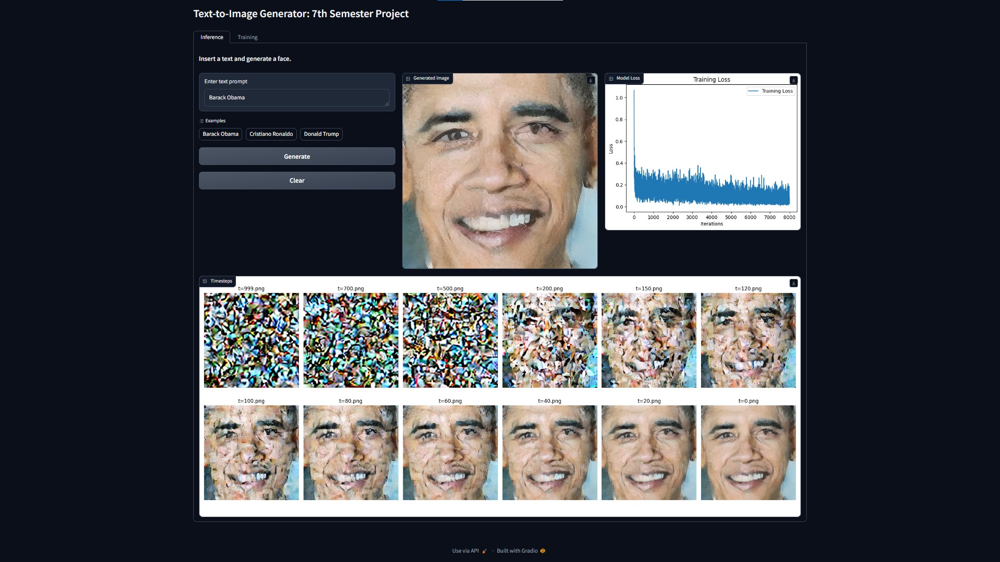 Text-to-Image Generator: 7th Semester Project
Inference
Training
Insert a text and generate a face.
Enter text prompt
Barack Obama
Examples
Barack Obama
Cristiano Ronaldo
Donald Trump
Generate
Clear
Generated image
Model Loss
Training Loss
Training Loss
Loss
1.0
0.8
0.6
0.4
0.2
0.0
0 1000 2000 3000 4000 5000 6000 7000 8000
Iterations
Timesteps
t=999.png t=700.png t=500.png t=200.png t=150.png t=120.png
t=100.png t=80.png t=60.png t=40.png t=20.png t=0.png
Use via API · Built with Gradio